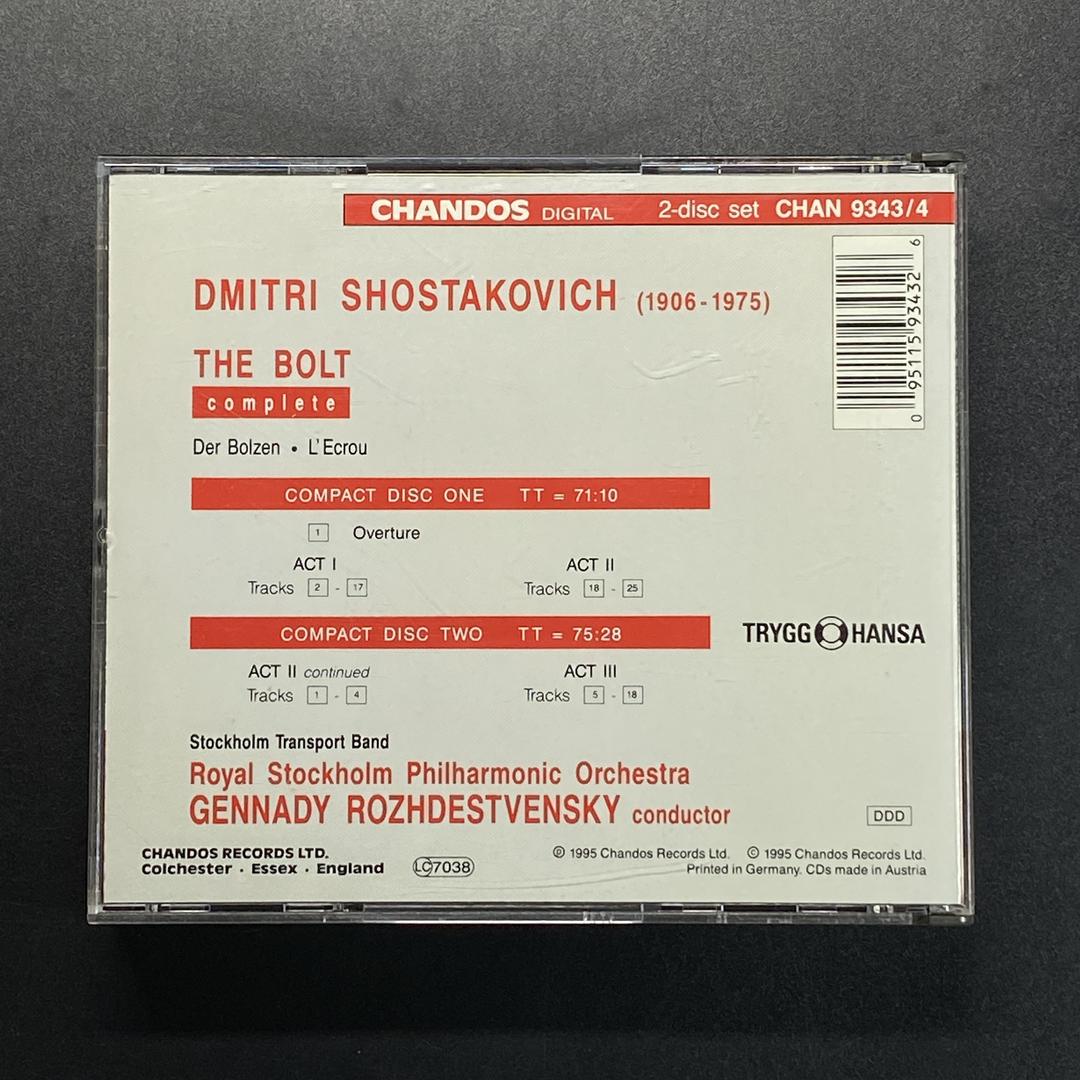 CHANDOS DIGITAL 2-disc set CHAN 9343/4
0 95115 93432 6
DMITRI SHOSTAKOVICH (1906-1975)
THE BOLT
complete
Der Bolzen • L'Ecrou
COMPACT DISC ONE TT = 71:10
1 Overture
ACT I ACT II
Tracks 2 - 17 Tracks 18 - 25
COMPACT DISC TWO TT = 75:28
TRYGG HANSA
ACT II continued ACT III
Tracks 1 - 4 Tracks 5 - 18
Stockholm Transport Band
Royal Stockholm Philharmonic Orchestra
GENNADY ROZHDESTVENSKY conductor
DDD
CHANDOS RECORDS LTD. LC7038 ℗ 1995 Chandos Records Ltd. © 1995 Chandos Records Ltd.
Colchester · Essex · England Printed in Germany. CDs made in Austria